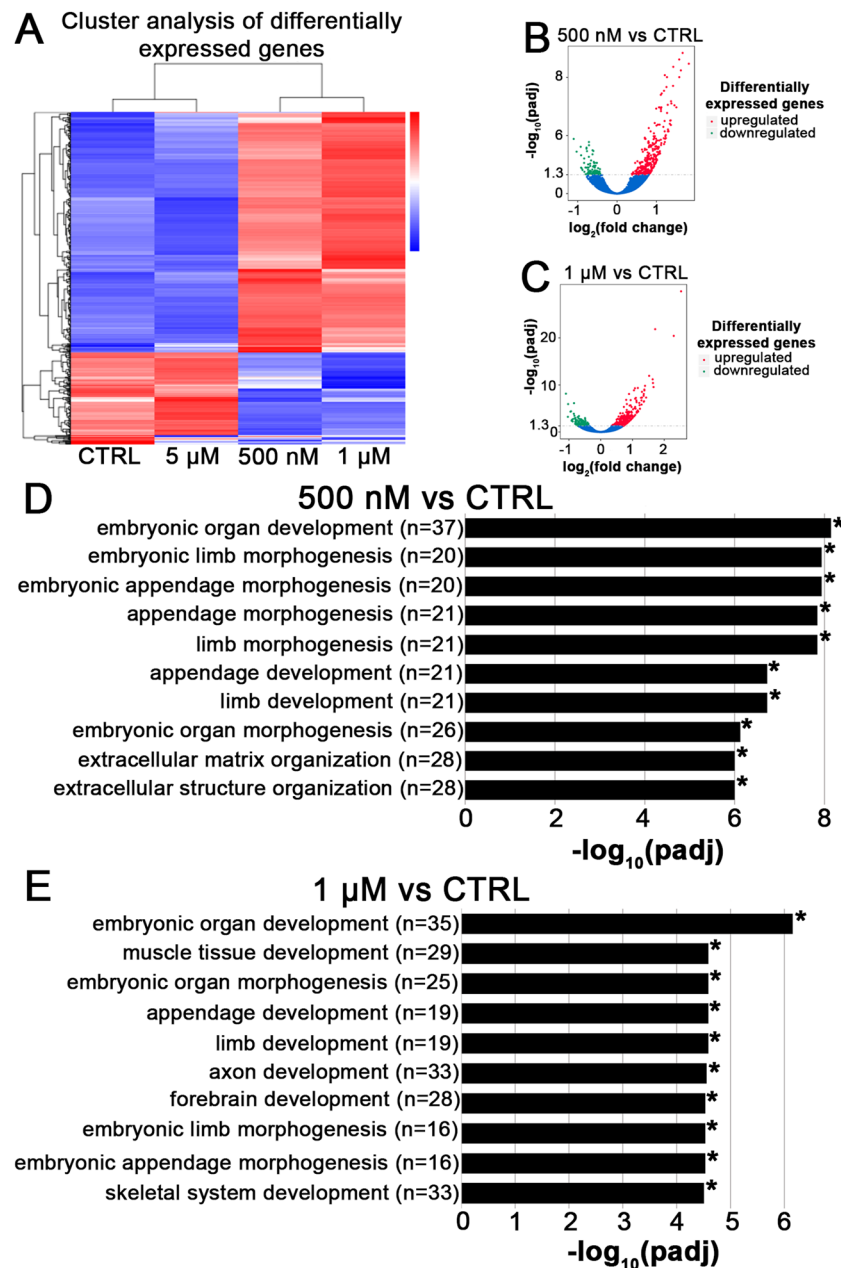 A
Cluster analysis of differentially
expressed genes
CTRL 5 µM 500 nM 1 µM
B
500 nM vs CTRL
-log10(padj)
8
6
1.3
0
-1 0 1
log2(fold change)
Differentially
expressed genes
upregulated
downregulated
C
1 µM vs CTRL
-log10(padj)
20
10
1.3
0
-1 0 1 2
log2(fold change)
Differentially
expressed genes
upregulated
downregulated
D
500 nM vs CTRL
embryonic organ development (n=37) *
embryonic limb morphogenesis (n=20) *
embryonic appendage morphogenesis (n=20) *
appendage morphogenesis (n=21) *
limb morphogenesis (n=21) *
appendage development (n=21) *
limb development (n=21) *
embryonic organ morphogenesis (n=26) *
extracellular matrix organization (n=28) *
extracellular structure organization (n=28) *
0 2 4 6 8
-log10(padj)
E
1 µM vs CTRL
embryonic organ development (n=35) *
muscle tissue development (n=29) *
embryonic organ morphogenesis (n=25) *
appendage development (n=19) *
limb development (n=19) *
axon development (n=33) *
forebrain development (n=28) *
embryonic limb morphogenesis (n=16) *
embryonic appendage morphogenesis (n=16) *
skeletal system development (n=33) *
0 1 2 3 4 5 6
-log10(padj)